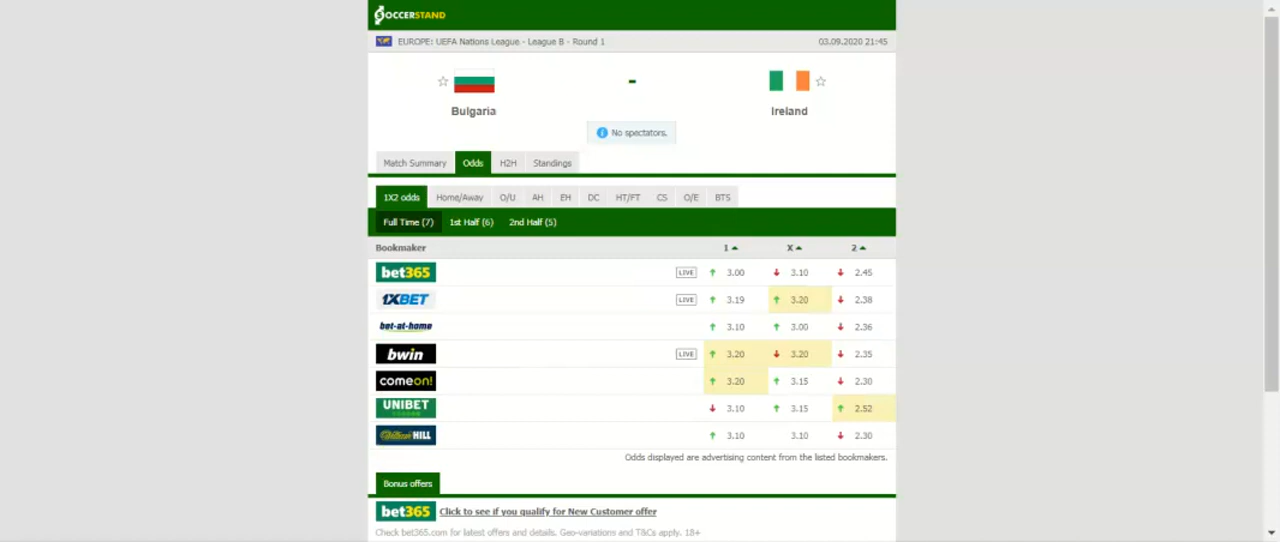 SOCCERSTAND
EUROPE: UEFA Nations League - League B - Round 1 03.09.2020 21:45
-
Bulgaria Ireland
No spectators.
Match Summary Odds H2H Standings
1X2 odds Home/Away O/U AH EH DC HT/FT CS O/E BTS
Full Time (7) 1st Half (6) 2nd Half (5)
Bookmaker 1 X 2
bet365 LIVE 3.00 3.10 2.45
1XBET LIVE 3.19 3.20 2.38
bet-at-home 3.10 3.00 2.36
bwin LIVE 3.20 3.20 2.35
comeon! 3.20 3.15 2.30
UNIBET 3.10 3.15 2.52
William HILL 3.10 3.10 2.30
Odds displayed are advertising content from the listed bookmakers.
Bonus offers
bet365 Click to see if you qualify for New Customer offer
Check bet365.com for latest offers and details. Geo-variations and T&Cs apply. 18+